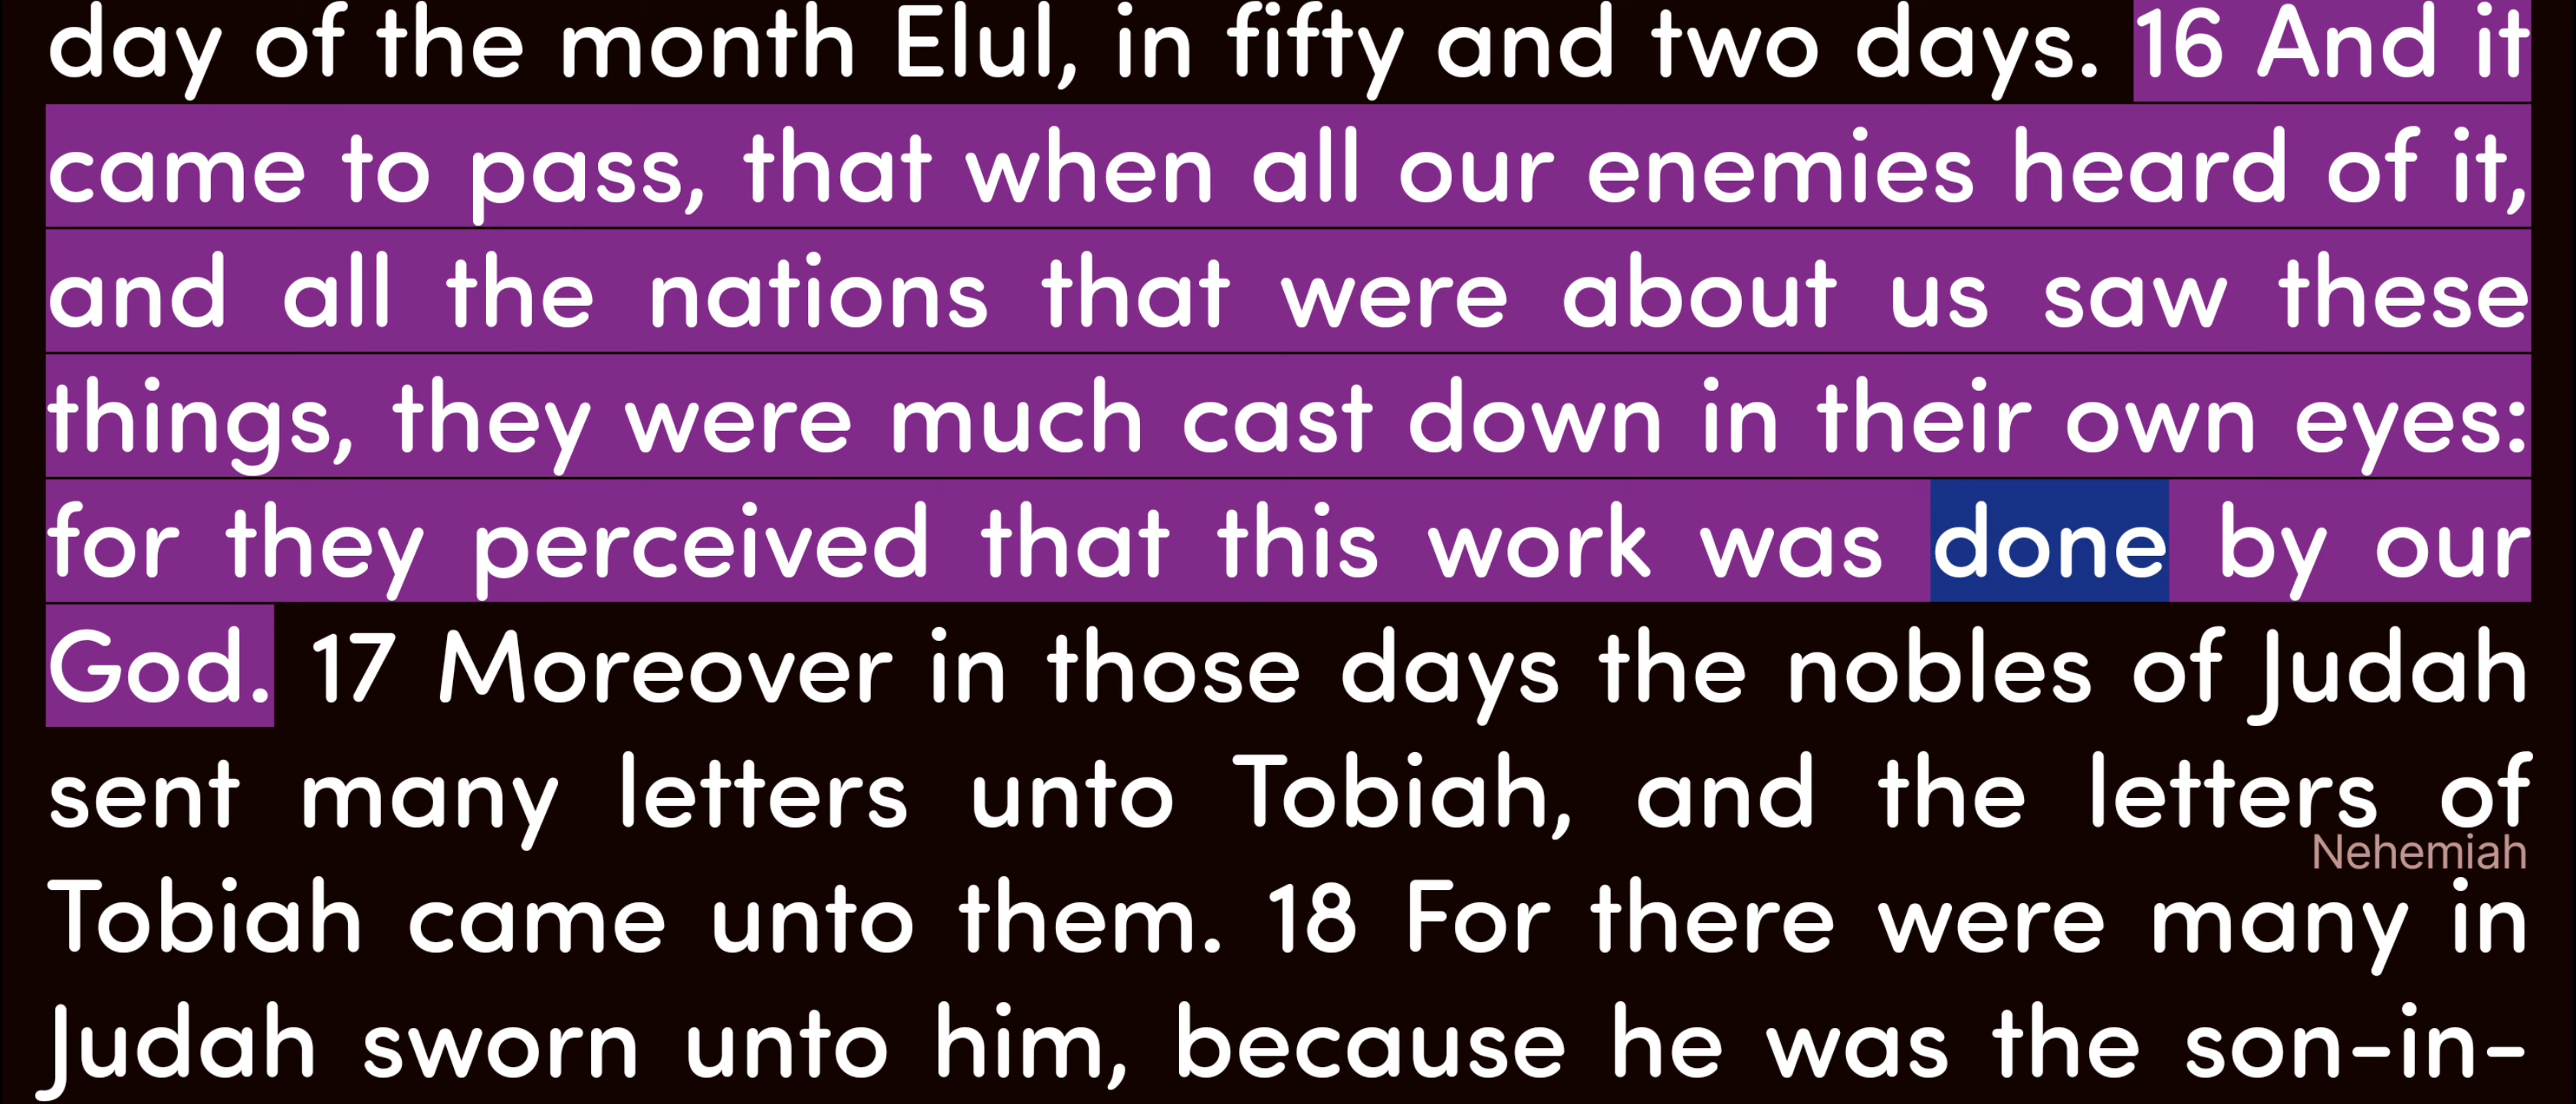 day of the month Elul, in fifty and two days. 16 And it
came to pass, that when all our enemies heard of it,
and all the nations that were about us saw these
things, they were much cast down in their own eyes:
for they perceived that this work was done by our
God. 17 Moreover in those days the nobles of Judah
sent many letters unto Tobiah, and the letters of
Nehemiah
Tobiah came unto them. 18 For there were many in
Judah sworn unto him, because he was the son-in-